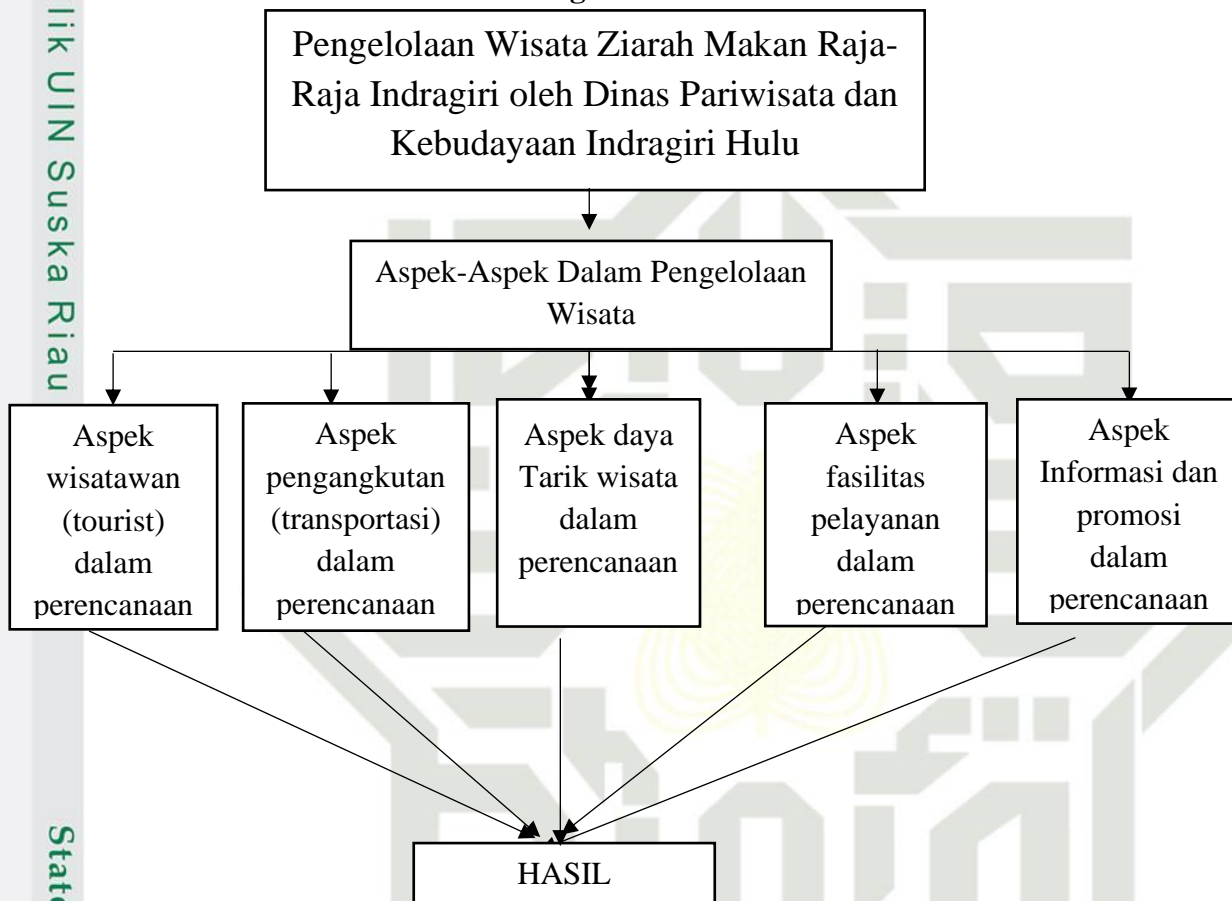 lik UIN Suska Riau
State
Pengelolaan Wisata Ziarah Makan Raja-
Raja Indragiri oleh Dinas Pariwisata dan
Kebudayaan Indragiri Hulu
Aspek-Aspek Dalam Pengelolaan
Wisata
Aspek
wisatawan
(tourist)
dalam
perencanaan
Aspek
pengangkutan
(transportasi)
dalam
perencanaan
Aspek daya
Tarik wisata
dalam
perencanaan
Aspek
fasilitas
pelayanan
dalam
perencanaan
Aspek
Informasi dan
promosi
dalam
perencanaan
HASIL